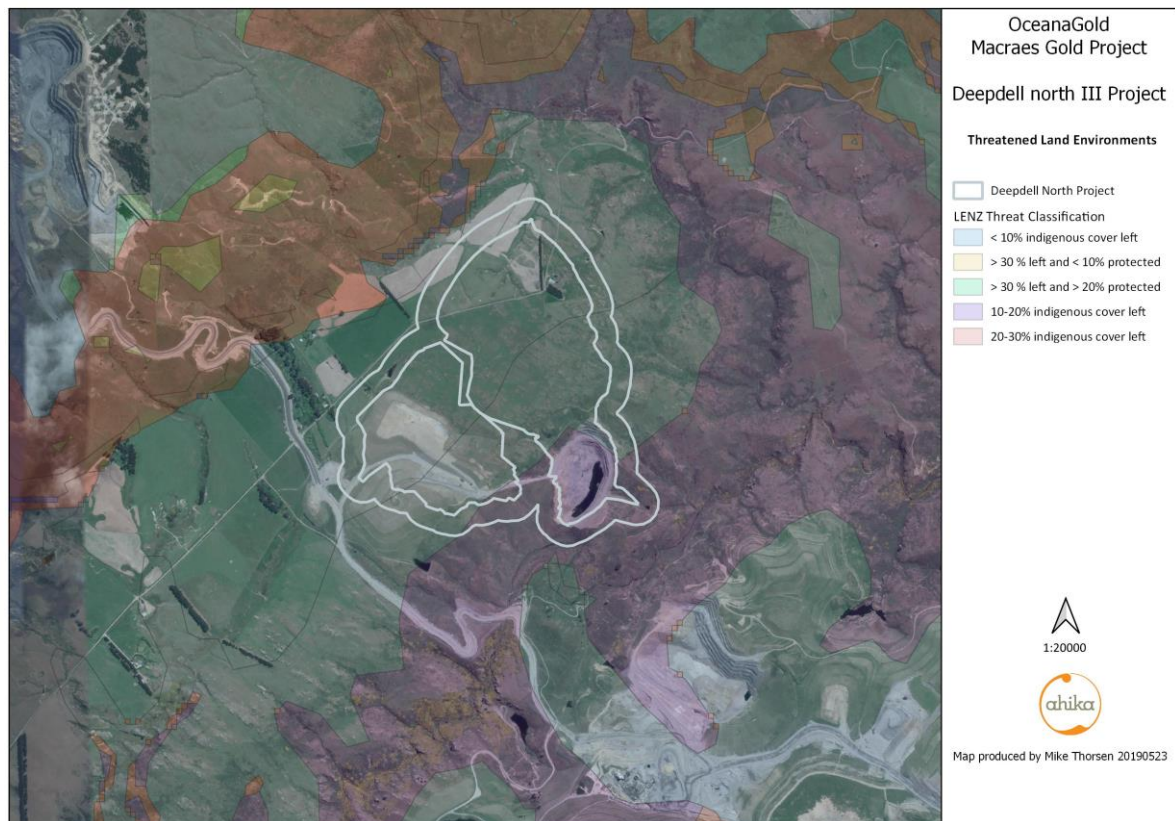 OceanaGold
Macraes Gold Project
Deepdell north III Project
Threatened Land Environments
Deepdell North Project
LENZ Threat Classification
< 10% indigenous cover left
> 30 % left and < 10% protected
> 30 % left and > 20% protected
10-20% indigenous cover left
20-30% indigenous cover left
1:20000
ahika
Map produced by Mike Thorsen 20190523